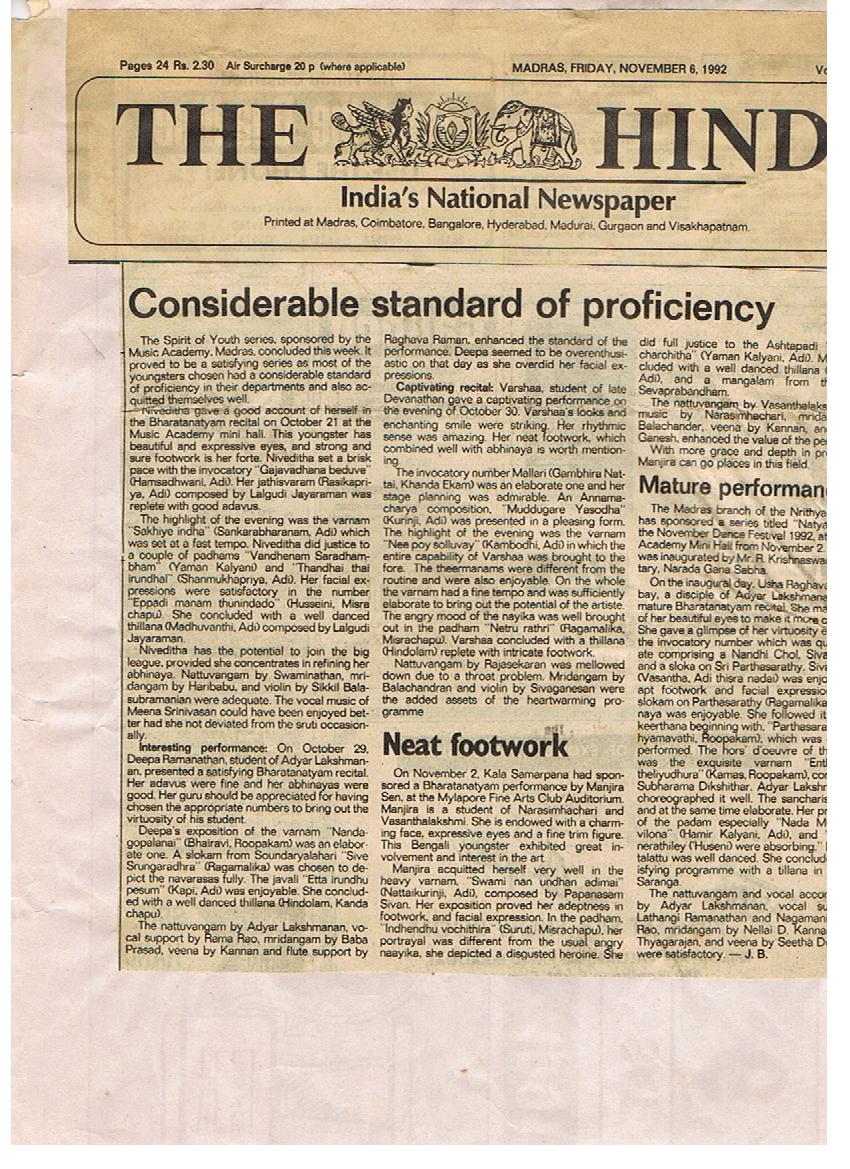 Pages 24 Rs. 2.30 Air Surcharge 20 p (where applicable)
MADRAS, FRIDAY, NOVEMBER 6, 1992
THE HIND
India's National Newspaper
Printed at Madras, Coimbatore, Bangalore, Hyderabad, Madurai, Gurgaon and Visakhapatnam.
Considerable standard of proficiency
The Spirit of Youth series, sponsored by the
Music Academy, Madras, concluded this week. It
proved to be a satisfying series as most of the
youngsters chosen had a considerable standard
of proficiency in their departments and also ac-
quitted themselves well.
Niveditha gave a good account of herself in
the Bharatanatyam recital on October 21 at the
Music Academy mini hall. This youngster has
beautiful and expressive eyes, and strong and
sure footwork is her forte. Niveditha set a brisk
pace with the invocatory "Gajavadhana beduve"
(Hamsadhwani, Adi). Her jathisvaram (Rasikapri-
ya, Adi) composed by Lalgudi Jayaraman was
replete with good adavus.
The highlight of the evening was the varnam
"Sakhiye indha" (Sankarabharanam, Adi) which
was set at a fast tempo. Niveditha did justice to
a couple of padhams "Vandhenam Saradham-
bham" (Yaman Kalyani) and "Thandhai thai
irundhal" (Shanmukhapriya, Adi). Her facial ex-
pressions were satisfactory in the number
"Eppadi manam thunindado" (Husseini, Misra
chapu). She concluded with a well danced
thillana (Madhuvanthi, Adi) composed by Lalgudi
Jayaraman.
Niveditha has the potential to join the big
league, provided she concentrates in refining her
abhinaya. Nattuvangam by Swaminathan, mri-
dangam by Haribabu, and violin by Sikkil Bala-
subramanian were adequate. The vocal music of
Meena Srinivasan could have been enjoyed bet-
ter had she not deviated from the sruti occasion-
ally.
Interesting performance: On October 29,
Deepa Ramanathan, student of Adyar Lakshman-
an, presented a satisfying Bharatanatyam recital.
Her adavus were fine and her abhinayas were
good. Her guru should be appreciated for having
chosen the appropriate numbers to bring out the
virtuosity of his student.
Deepa's exposition of the varnam "Nanda-
gopalanai" (Bhairavi, Roopakam) was an elabor-
ate one. A slokam from Soundaryalahari "Sive
Srungaradhra" (Ragamalika) was chosen to de-
pict the navarasas fully. The javali "Etta irundhu
pesum" (Kapi, Adi) was enjoyable. She conclud-
ed with a well danced thillana (Hindolam, Kanda
chapu).
The nattuvangam by Adyar Lakshmanan, vo-
cal support by Rama Rao, mridangam by Baba
Prasad, veena by Kannan and flute support by
Raghava Raman, enhanced the standard of the
performance. Deepa seemed to be overenthusi-
astic on that day as she overdid her facial ex-
pressions.
Captivating recital: Varshaa, student of late
Devanathan gave a captivating performance on
the evening of October 30. Varshaa's looks and
enchanting smile were striking. Her rhythmic
sense was amazing. Her neat footwork, which
combined well with abhinaya is worth mention-
ing.
The invocatory number Mallari (Gambhira Nat-
tai, Khanda Ekam) was an elaborate one and her
stage planning was admirable. An Annama-
charya composition, "Muddugare Yasodha"
(Kurinji, Adi) was presented in a pleasing form.
The highlight of the evening was the varnam
"Nee poy solluvay" (Kambodhi, Adi) in which the
entire capability of Varshaa was brought to the
fore. The theermanams were different from the
routine and were also enjoyable. On the whole
the varnam had a fine tempo and was sufficiently
elaborate to bring out the potential of the artiste.
The angry mood of the nayika was well brought
out in the padham "Netru rathri" (Ragamalika,
Misrachapu). Varshaa concluded with a thillana
(Hindolam) replete with intricate footwork.
Nattuvangam by Rajasekaran was mellowed
down due to a throat problem. Mridangam by
Balachandran and violin by Sivaganesan were
the added assets of the heartwarming pro-
gramme
Neat footwork
On November 2, Kala Samarpana had spon-
sored a Bharatanatyam performance by Manjira
Sen, at the Mylapore Fine Arts Club Auditorium.
Manjira is a student of Narasimhachari and
Vasanthalakshmi. She is endowed with a charm-
ing face, expressive eyes and a fine trim figure.
This Bengali youngster exhibited great in-
volvement and interest in the art.
Manjira acquitted herself very well in the
heavy varnam, "Swami nan undhan adimai"
(Nattaikurinji, Adi), composed by Papanasam
Sivan. Her exposition proved her adeptness in
footwork, and facial expression. In the padham,
"Indhendhu vochithira" (Suruti, Misrachapu), her
portrayal was different from the usual angry
naayika, she depicted a disgusted heroine. She
did full justice to the Ashtapadi
charchitha" (Yaman Kalyani, Adi). M
cluded with a well danced thillana (
Adi), and a mangalam from th
Sevaprabandham.
The nattuvangam by Vasanthalaks
music by Narasimhachari, mrida
Balachander, veena by Kannan, an
Ganesh, enhanced the value of the pe
With more grace and depth in pr
Manjira can go places in this field.
Mature performan
The Madras branch of the Nrithya
has sponsored a series titled "Natya
the November Dance Festival 1992, at
Academy Mini Hall from November 2.
was inaugurated by Mr. R. Krishnaswa
tary, Narada Gana Sabha.
On the inaugural day, Usha Raghava
bay, a disciple of Adyar Lakshmana
mature Bharatanatyam recital. She ma
of her beautiful eyes to make it more c
She gave a glimpse of her virtuosity e
the invocatory number which was qu
ate comprising a Nandhi Chol, Siva
and a sloka on Sri Parthasarathy. Siva
(Vasantha, Adi thisra nadai) was enjo
apt footwork and facial expressio
slokam on Parthasarathy (Ragamalika
naya was enjoyable. She followed it
keerthana beginning with, "Parthasara
hyamavathi, Roopakam), which was
performed. The hors' d'oeuvre of th
was the exquisite varnam "Enth
theliyudhura" (Kamas, Roopakam), com
Subharama Dikshithar. Adyar Lakshm
choreographed it well. The sancharis
and at the same time elaborate. Her pr
of the padam especially "Nada M
vilona" (Hamir Kalyani, Adi), and "
nerathiley ('Huseni) were absorbing."
talattu was well danced. She conclud
isfying programme with a tillana in
Saranga.
The nattuvangam and vocal accor
by Adyar Lakshmanan, vocal su
Lathangi Ramanathan and Nagamani
Rao, mridangam by Nellai D. Kanna
Thyagarajan, and veena by Seetha D
were satisfactory. — J. B.